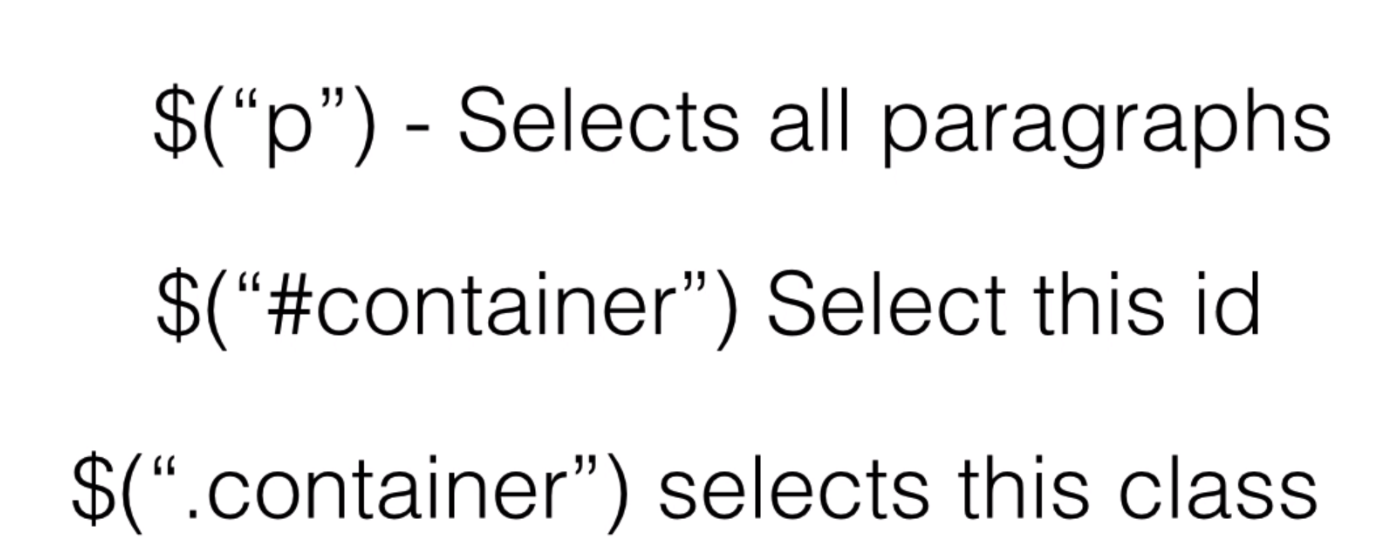 $(“p”) - Selects all paragraphs
$(“#container”) Select this id
$(“.container”) selects this class